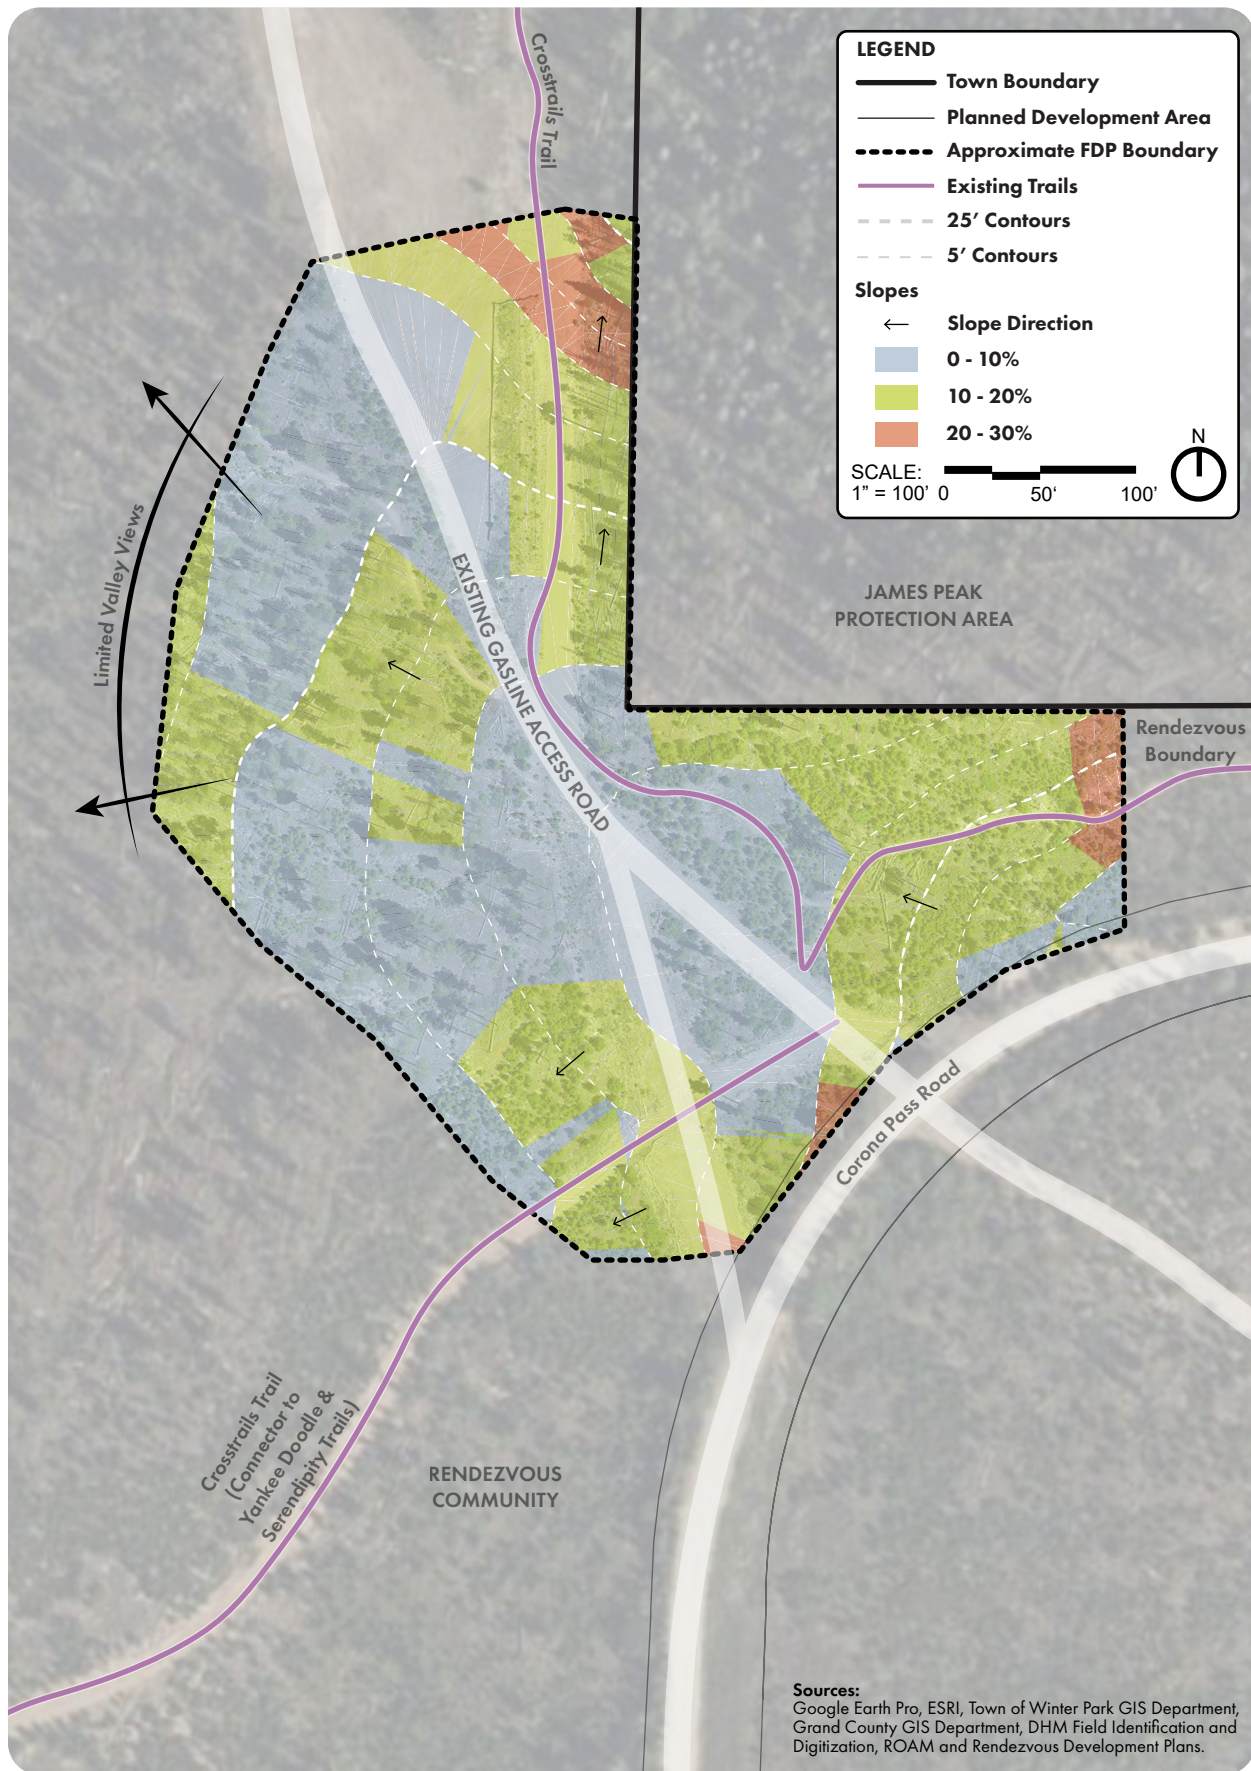 LEGEND
Town Boundary
Planned Development Area
Approximate FDP Boundary
Existing Trails
25’ Contours
5’ Contours
Slopes
Slope Direction
0 - 10%
10 - 20%
20 - 30%
SCALE:
1” = 100’
0 50‘ 100’
N
Crosstrails Trail
Limited Valley Views
EXISTING GASLINE ACCESS ROAD
JAMES PEAK
PROTECTION AREA
Rendezvous
Boundary
Corona Pass Road
Crosstrails Trail
(Connector to
Yankee Doodle &
Serendipity Trails)
RENDEZVOUS
COMMUNITY
Sources:
Google Earth Pro, ESRI, Town of Winter Park GIS Department,
Grand County GIS Department, DHM Field Identification and
Digitization, ROAM and Rendezvous Development Plans.